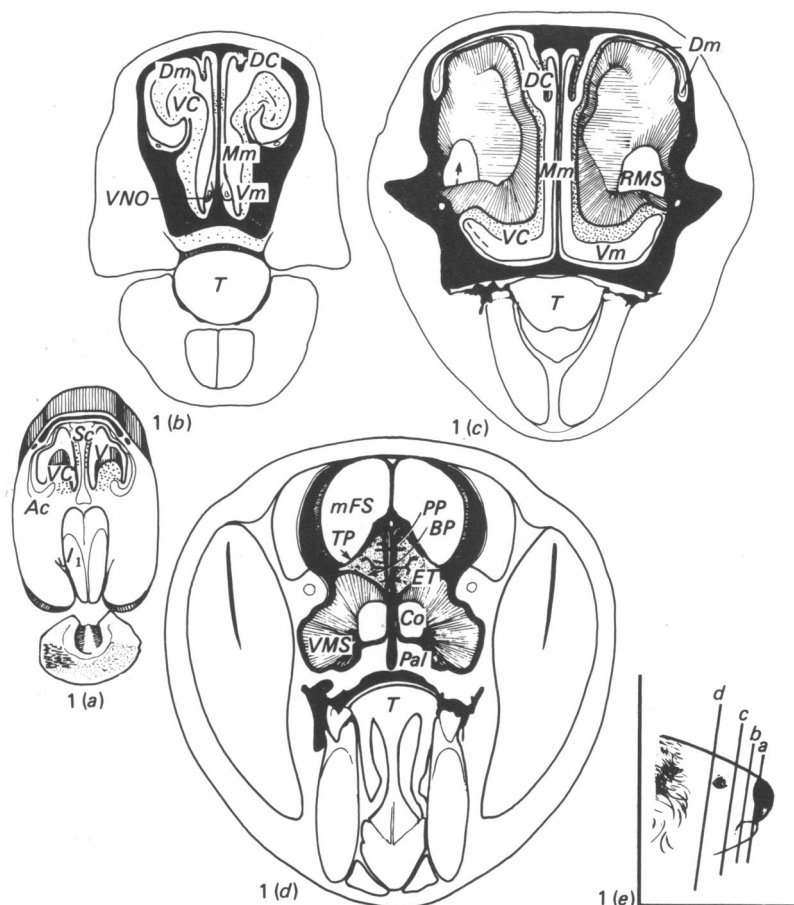 Dm
DC
VC
Mm
VNO
Vm
T
1 (b)
Dm
DC
Mm
RMS
VC
Vm
T
1 (c)
Sc
VC
V
Ac
I1
1 (a)
mFS
PP
BP
TP
ET
Co
VMS
Pal
T
1 (d)
d
c
b
a
1 (e)